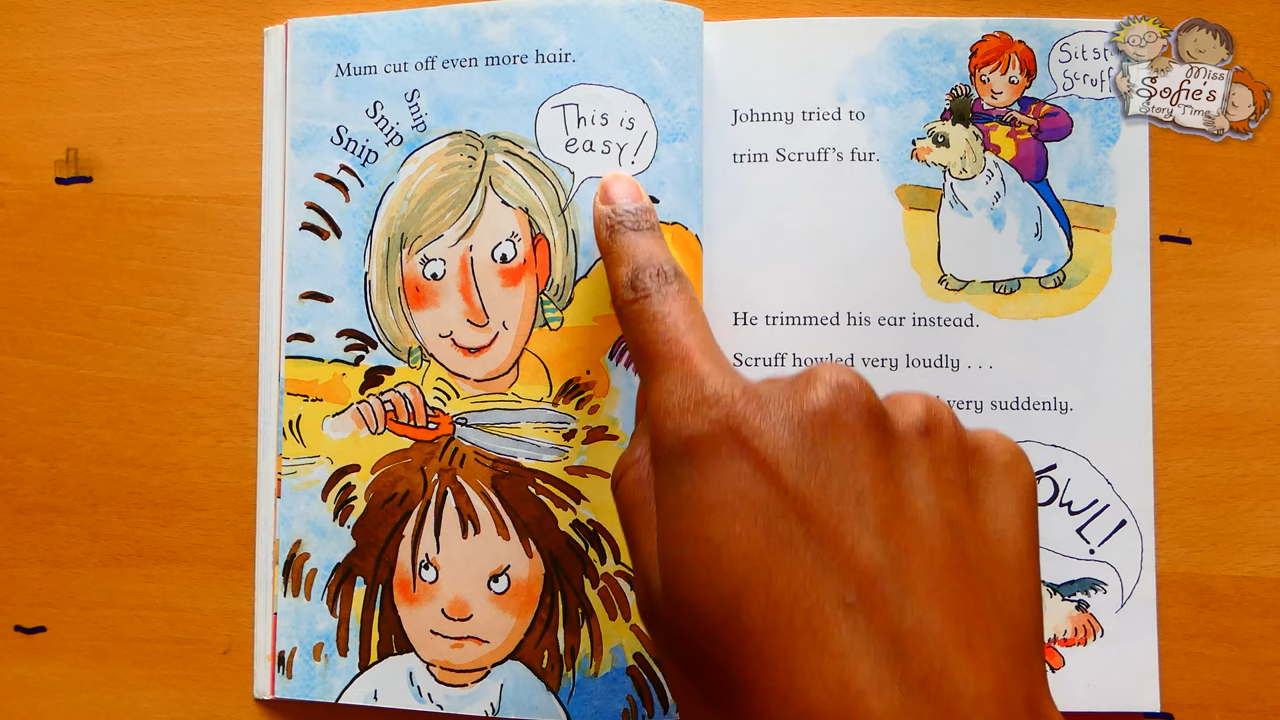 Mum cut off even more hair.
Snip
Snip
Snip
This is
easy!
Johnny tried to
trim Scruff's fur.
Sit
He trimmed his ear instead.
Scruff howled very loudly . . .
very suddenly.
Miss
Sofie's
Story Time